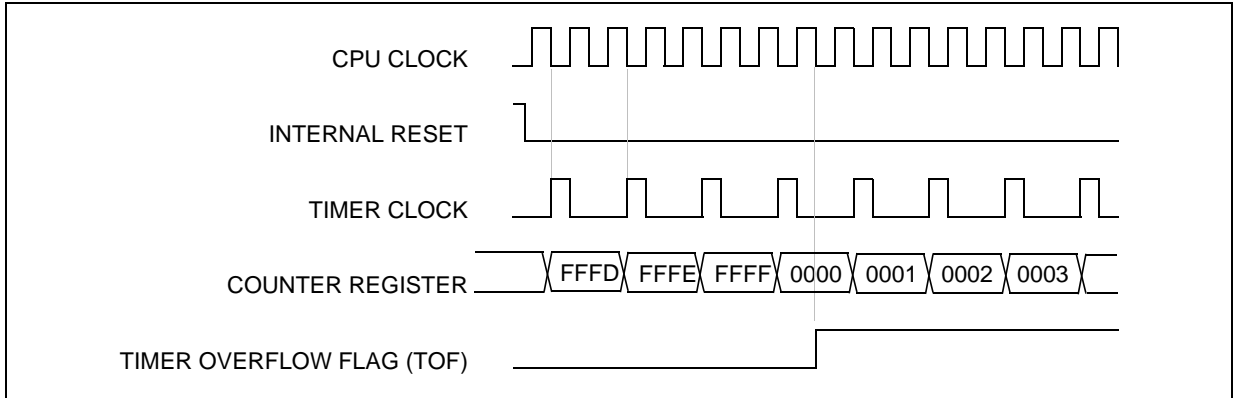 CPU CLOCK
INTERNAL RESET
TIMER CLOCK
COUNTER REGISTER FFFD FFFE FFFF 0000 0001 0002 0003
TIMER OVERFLOW FLAG (TOF)